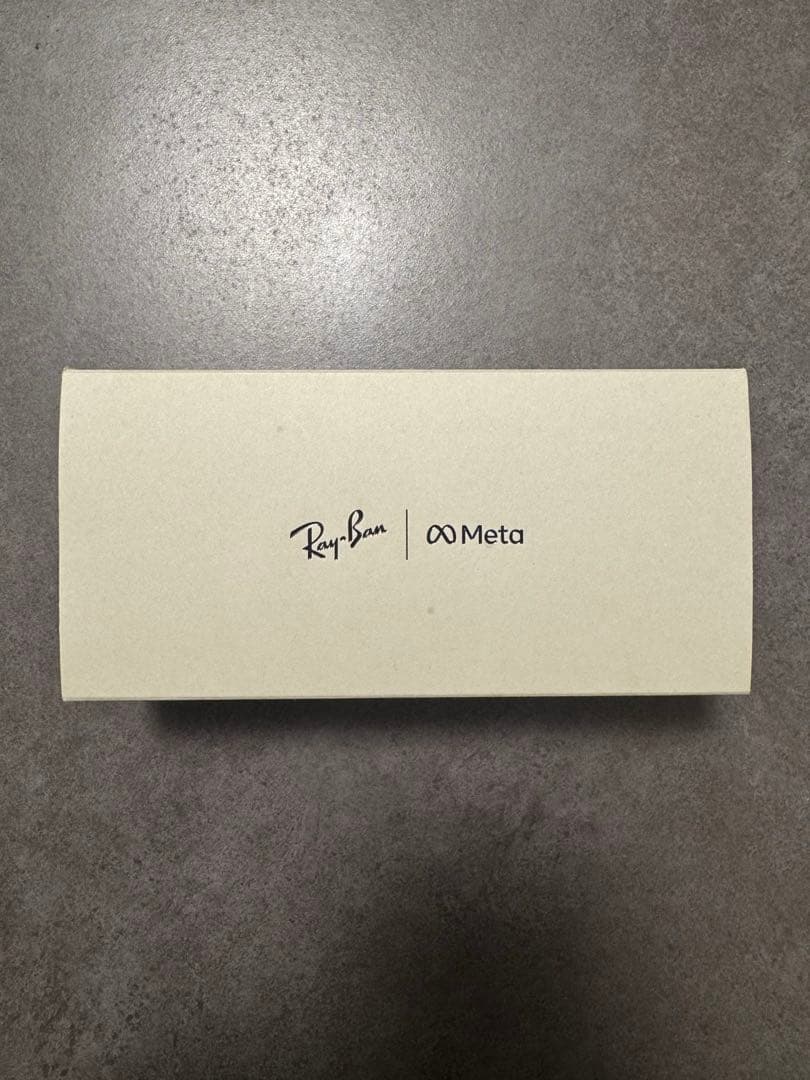 Ray-Ban | ∞ Meta